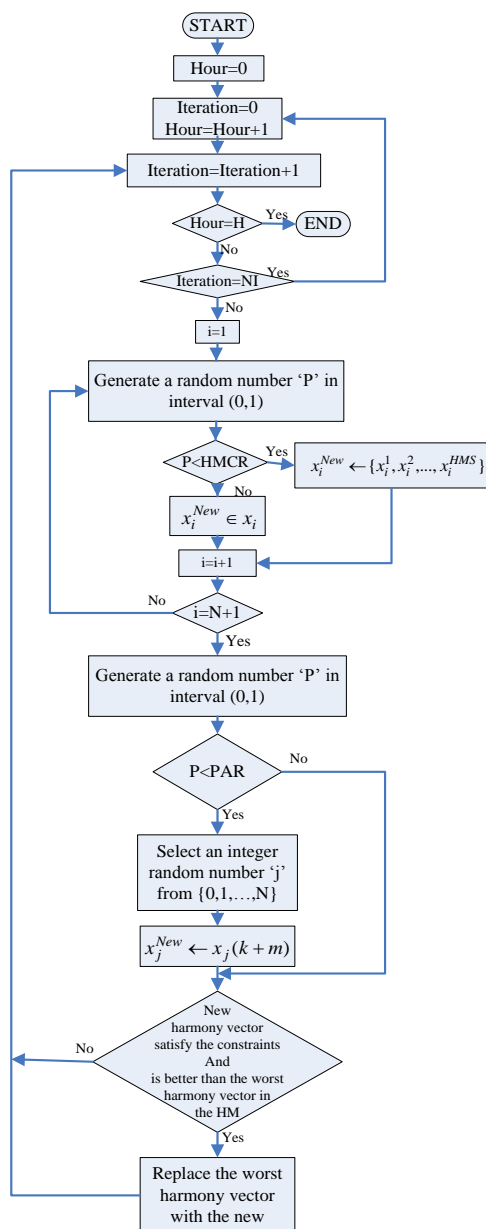 START
Hour=0
Iteration=0
Hour=Hour+1
Iteration=Iteration+1
Hour=H
Yes
END
No
Iteration=NI
Yes
No
i=1
Generate a random number ‘P’ in
interval (0,1)
P<HMCR
Yes
x_i^{New} ← {x_i^1, x_i^2,..., x_i^{HMS}}
No
x_i^{New} ∈ x_i
i=i+1
No
i=N+1
Yes
Generate a random number ‘P’ in
interval (0,1)
P<PAR
No
Yes
Select an integer
random number ‘j’
from {0,1,…,N}
x_j^{New} ← x_j(k+m)
New
harmony vector
satisfy the constraints
And
is better than the worst
harmony vector in
the HM
No
Yes
Replace the worst
harmony vector
with the new